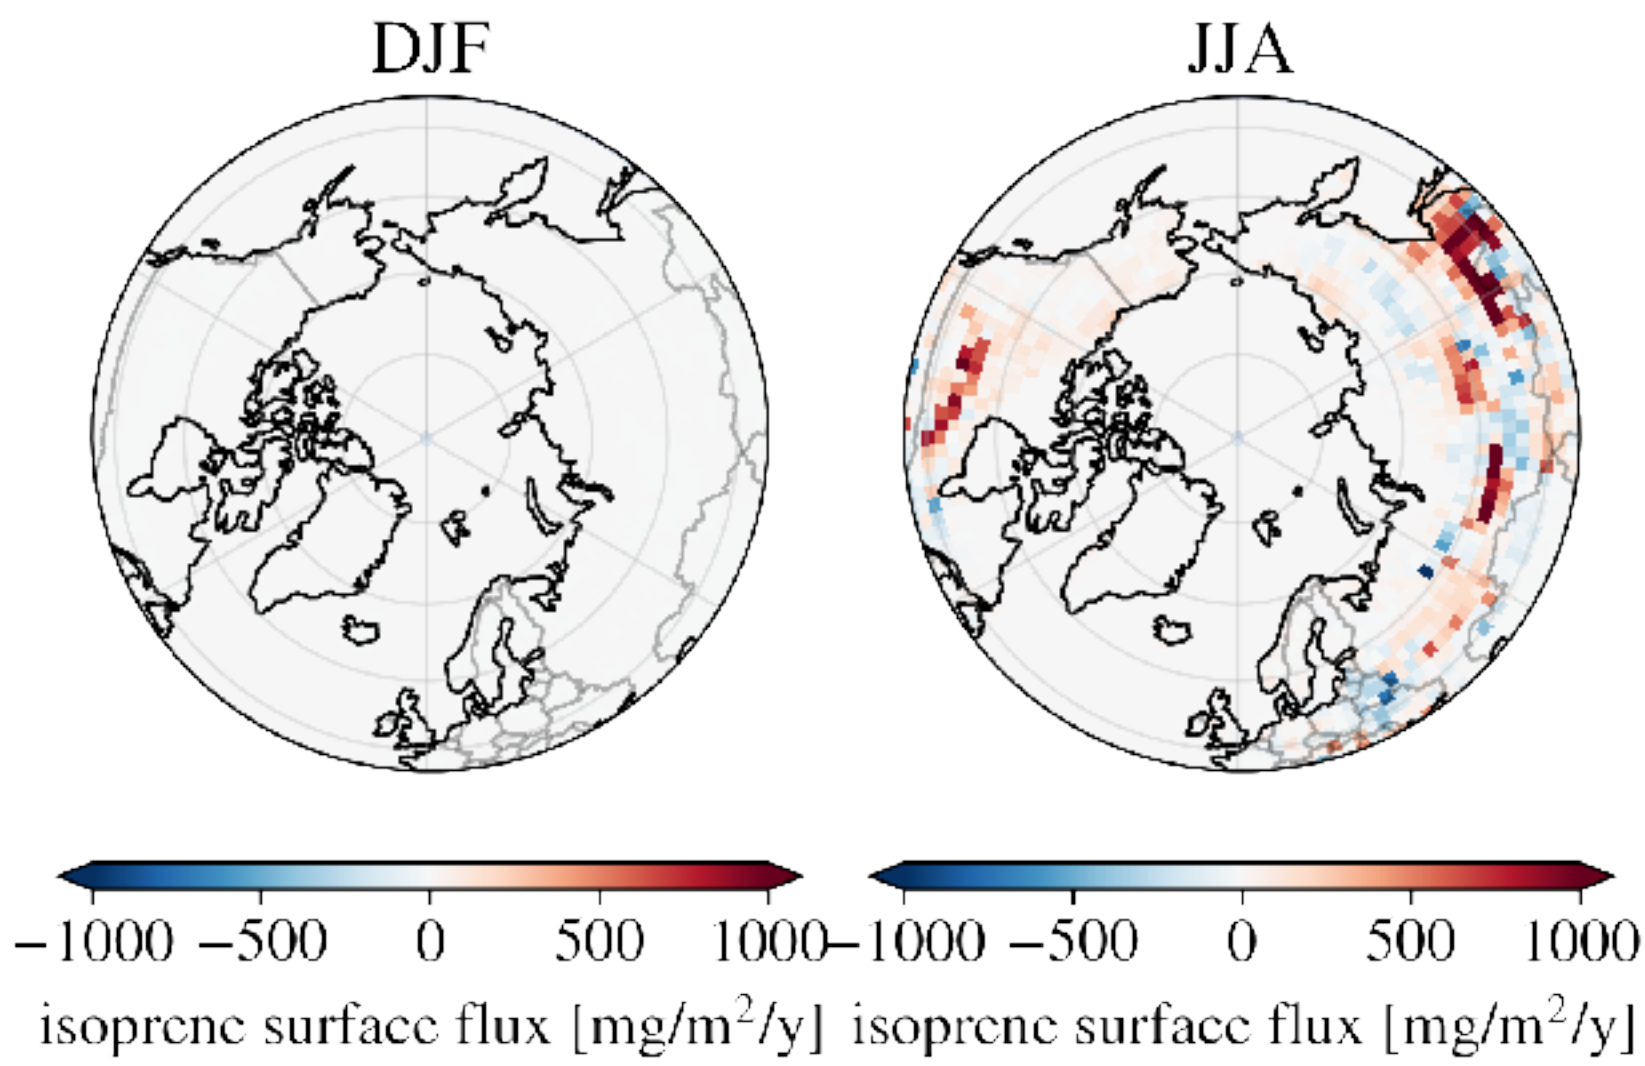 DJF
JJA
−1000 −500 0 500 1000
−1000 −500 0 500 1000
isoprene surface flux [mg/m²/y]
isoprene surface flux [mg/m²/y]